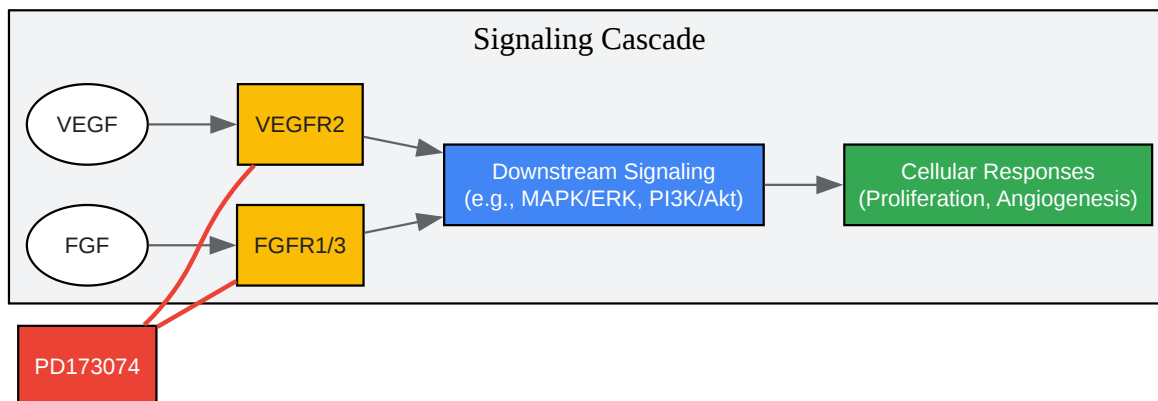 Signaling Cascade
VEGF
VEGFR2
Downstream Signaling
(e.g., MAPK/ERK, PI3K/Akt)
Cellular Responses
(Proliferation, Angiogenesis)
FGF
FGFR1/3
PD173074